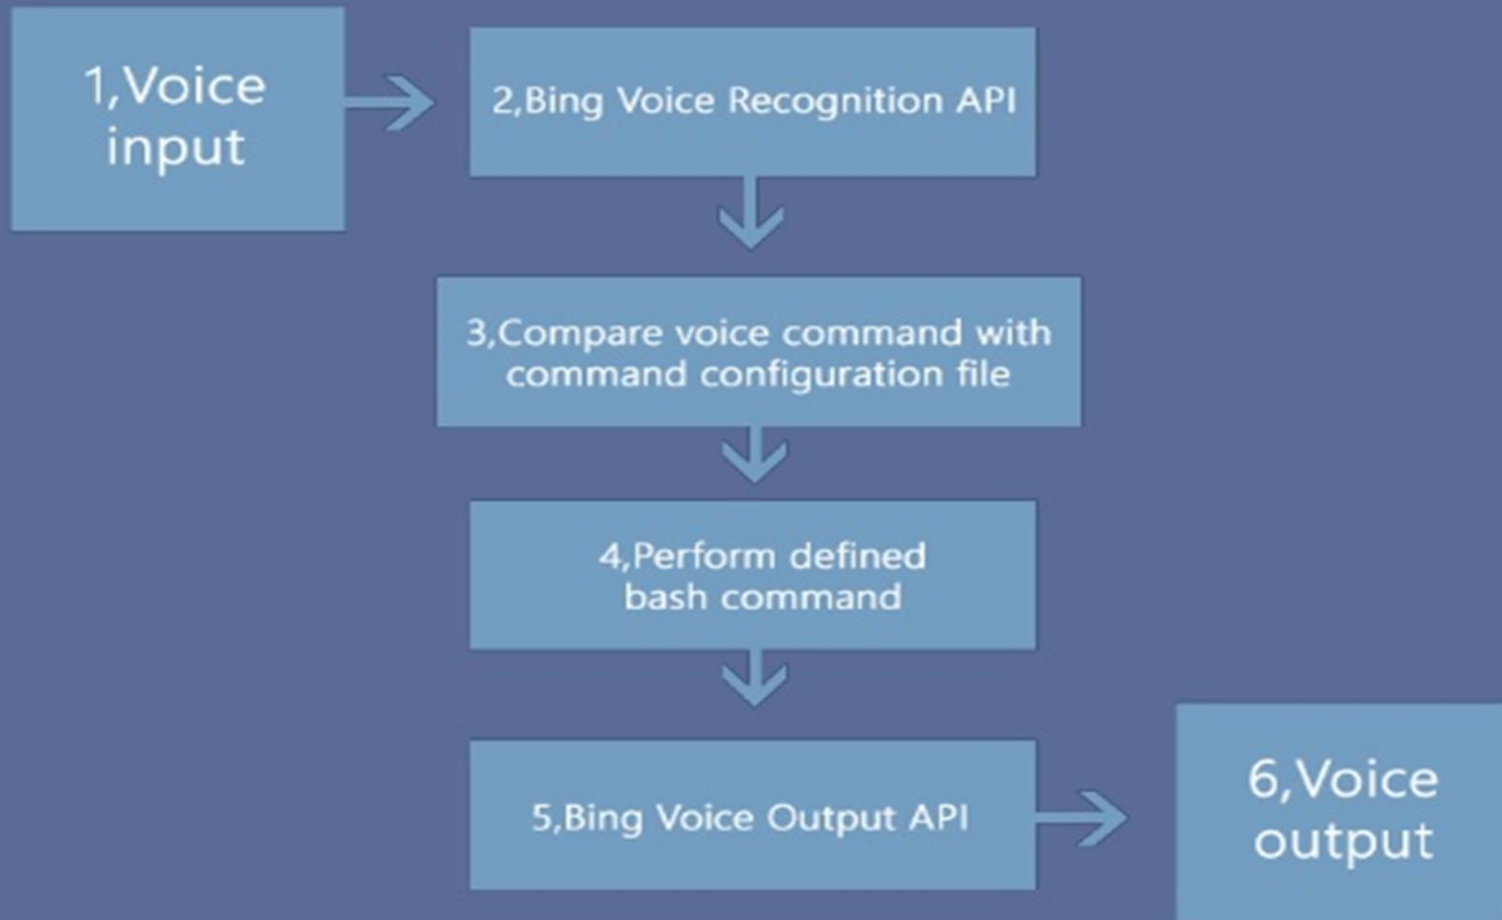 1,Voice
input
2,Bing Voice Recognition API
3,Compare voice command with
command configuration file
4,Perform defined
bash command
5,Bing Voice Output API
6,Voice
output